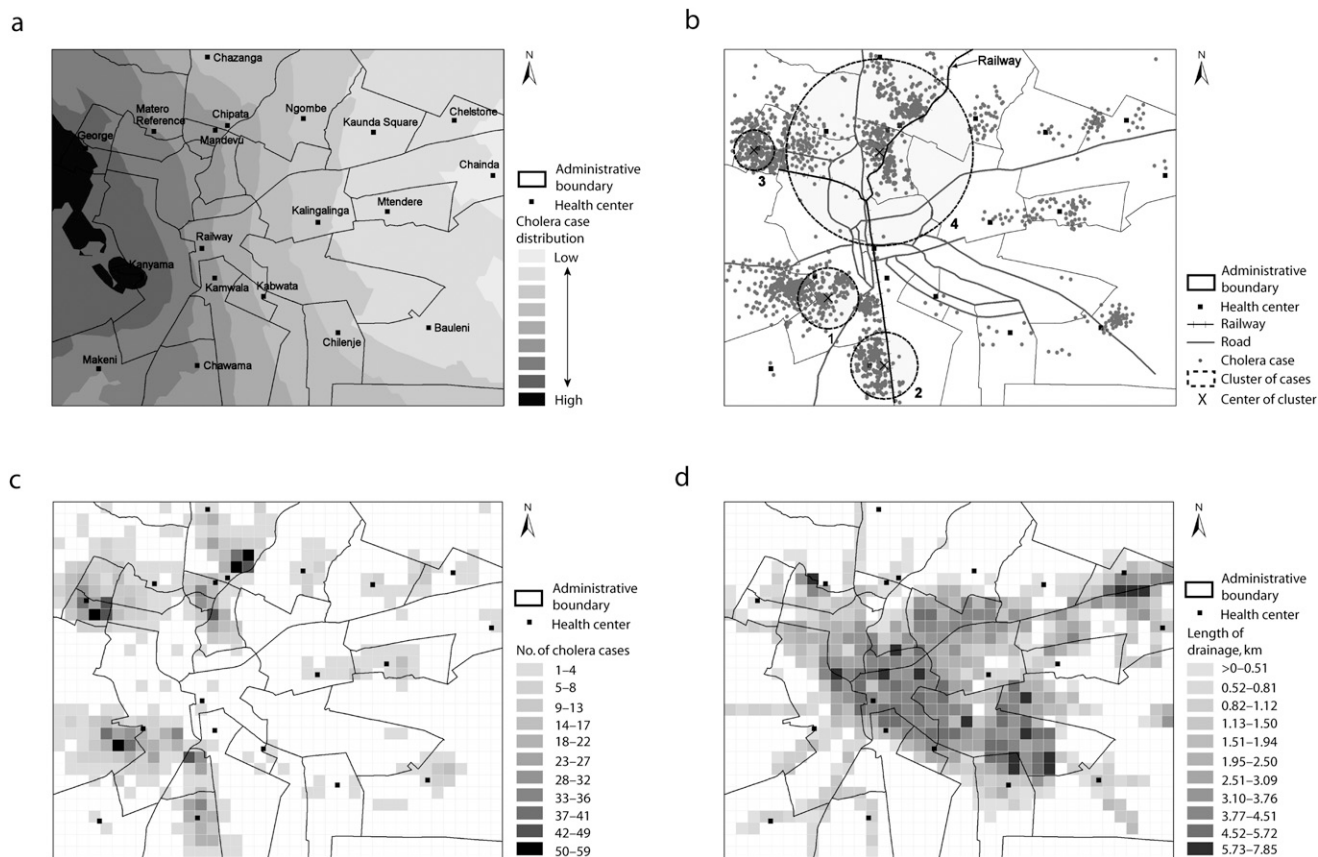 a
Chazanga
Matero
Reference
Chipata
Ngombe
Mandevu
Kaunda Square
Chelstone
George
Chainda
Kalingalinga
Mtendere
Railway
Kanyama
Kamwala
Kabwata
Bauleni
Chilenje
Makeni
Chawama
N
Administrative
boundary
Health center
Cholera case
distribution
Low
High
b
Railway
3
4
1
2
N
Administrative
boundary
Health center
Railway
Road
Cholera case
Cluster of cases
Center of cluster
c
N
Administrative
boundary
Health center
No. of cholera cases
1–4
5–8
9–13
14–17
18–22
23–27
28–32
33–36
37–41
42–49
50–59
d
N
Administrative
boundary
Health center
Length of
drainage, km
>0–0.51
0.52–0.81
0.82–1.12
1.13–1.50
1.51–1.94
1.95–2.50
2.51–3.09
3.10–3.76
3.77–4.51
4.52–5.72
5.73–7.85